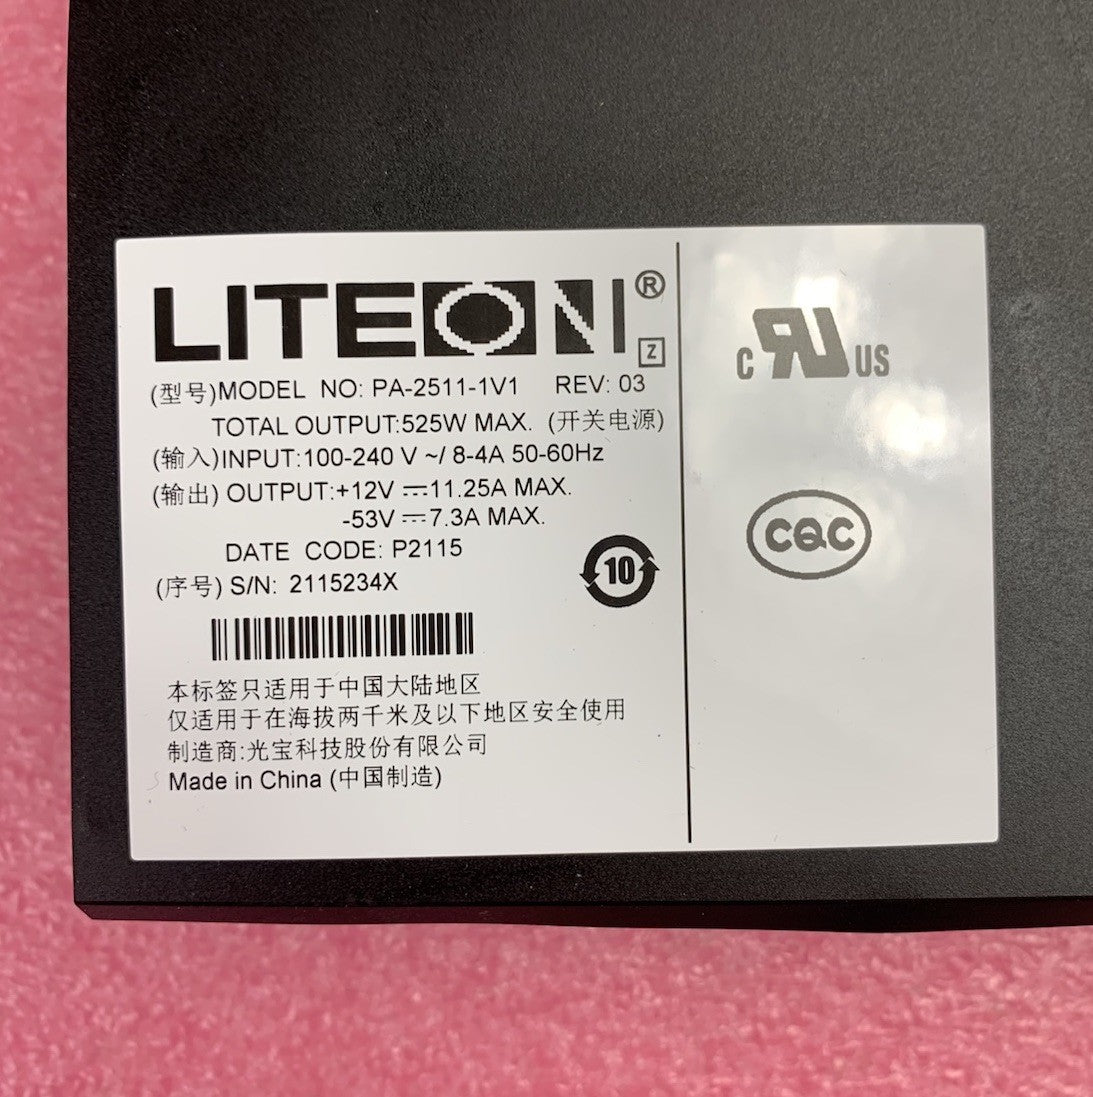 LITEON®
Z
(型号)MODEL NO: PA-2511-1V1 REV: 03
TOTAL OUTPUT:525W MAX. (开关电源)
(输入)INPUT:100-240 V ~/ 8-4A 50-60Hz
(输出) OUTPUT:+12V ⎓11.25A MAX.
-53V ⎓7.3A MAX.
DATE CODE: P2115
(序号) S/N: 2115234X
10
本标签只适用于中国大陆地区
仅适用于在海拔两千米及以下地区安全使用
制造商:光宝科技股份有限公司
Made in China (中国制造)
C RU US
CQC